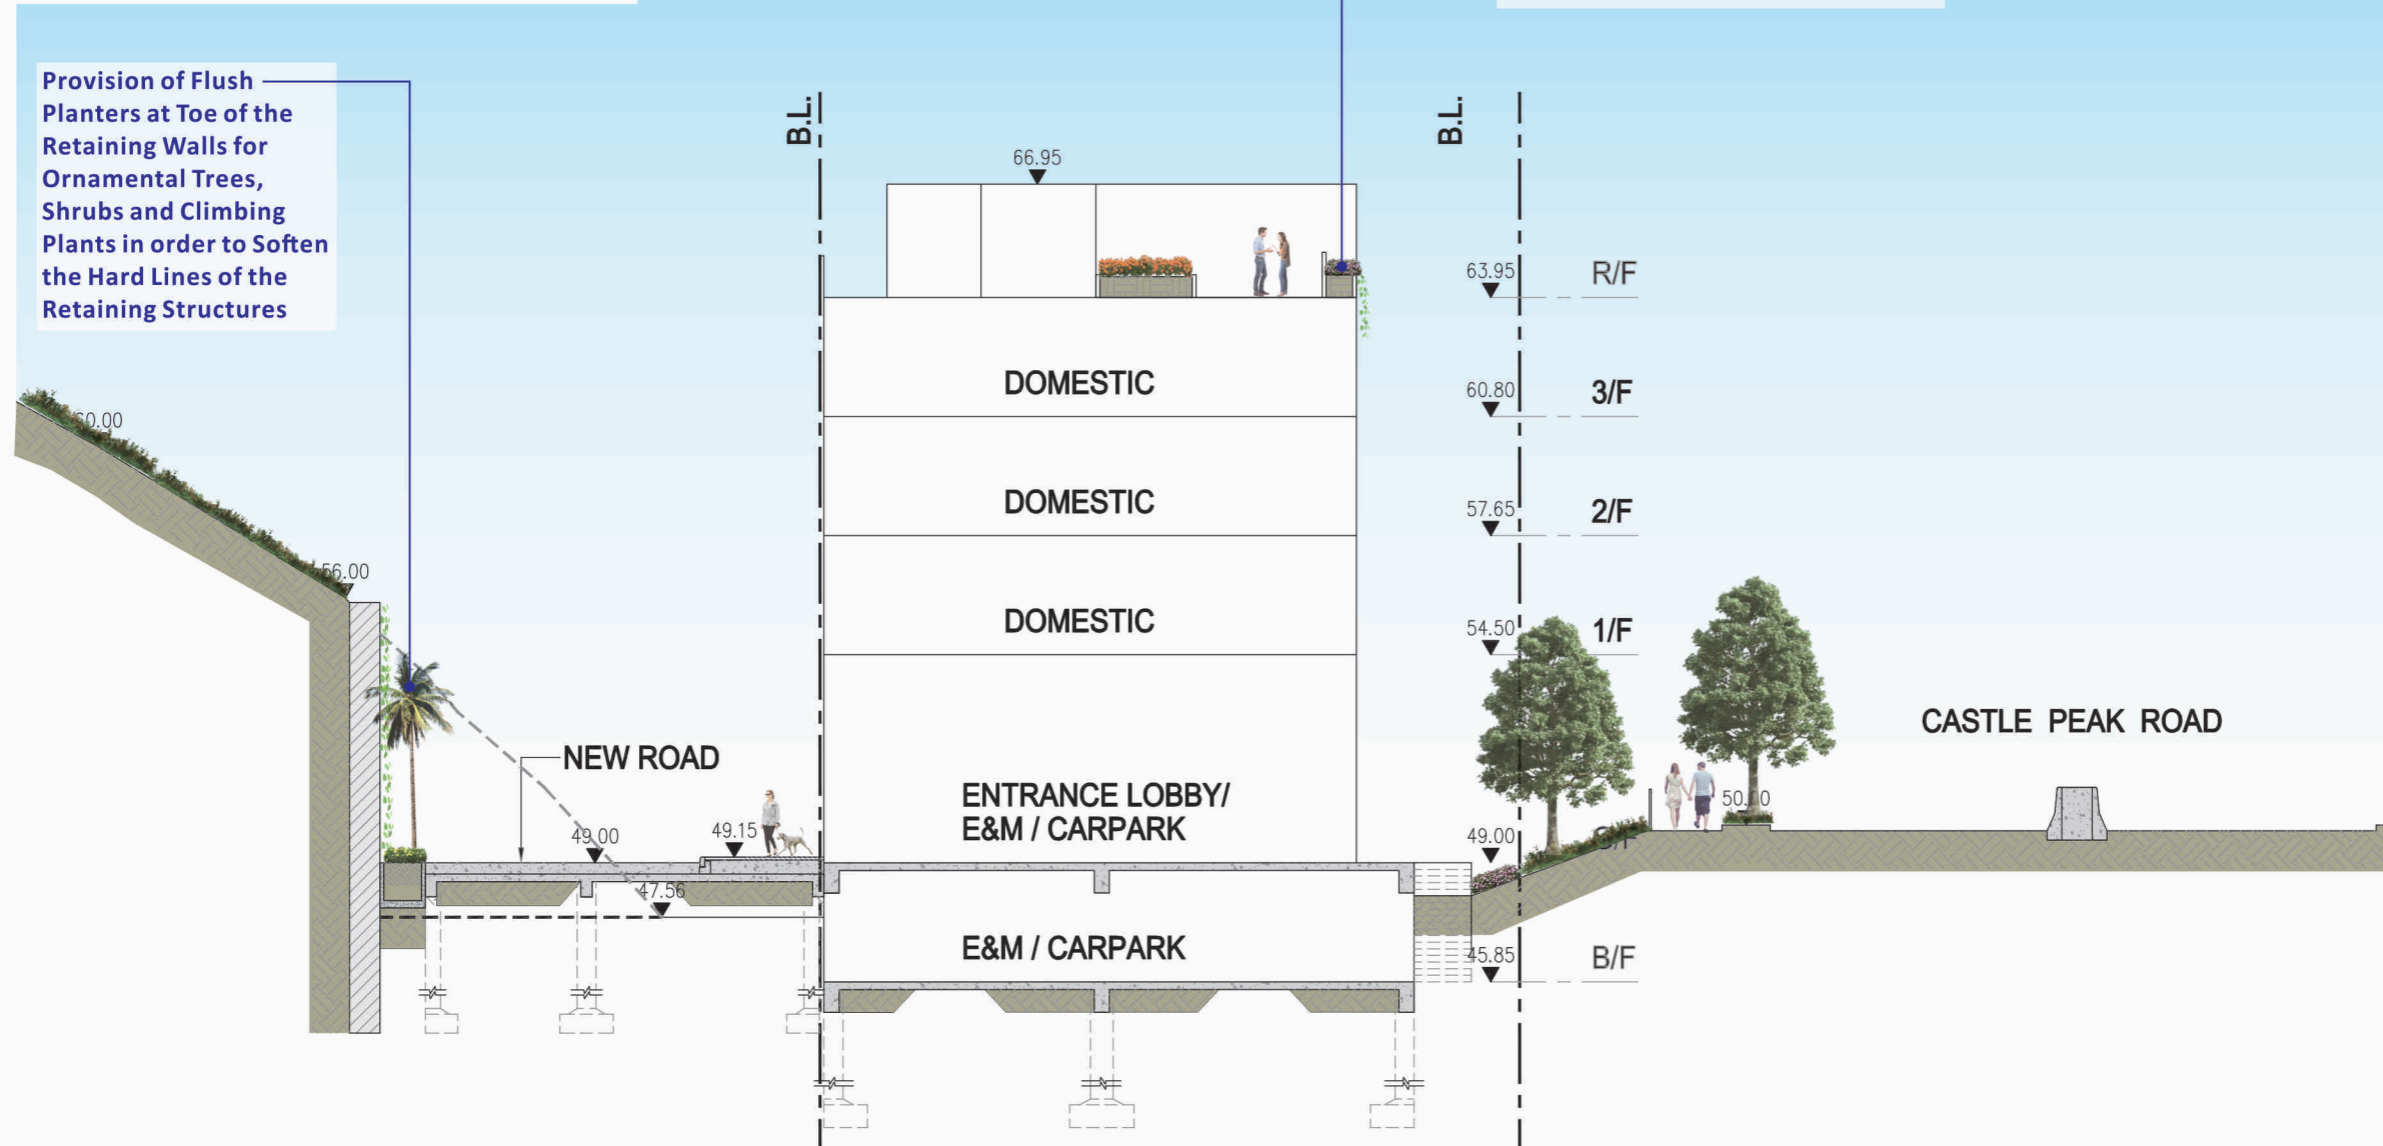 Provision of Flush
Planters at Toe of the
Retaining Walls for
Ornamental Trees,
Shrubs and Climbing
Plants in order to Soften
the Hard Lines of the
Retaining Structures
B.L.
B.L.
66.95
63.95 R/F
DOMESTIC
60.80 3/F
60.00
DOMESTIC
57.65 2/F
56.00
DOMESTIC
54.50 1/F
CASTLE PEAK ROAD
NEW ROAD
ENTRANCE LOBBY/
E&M / CARPARK
49.00
49.15
49.00
47.56
E&M / CARPARK
45.85 B/F